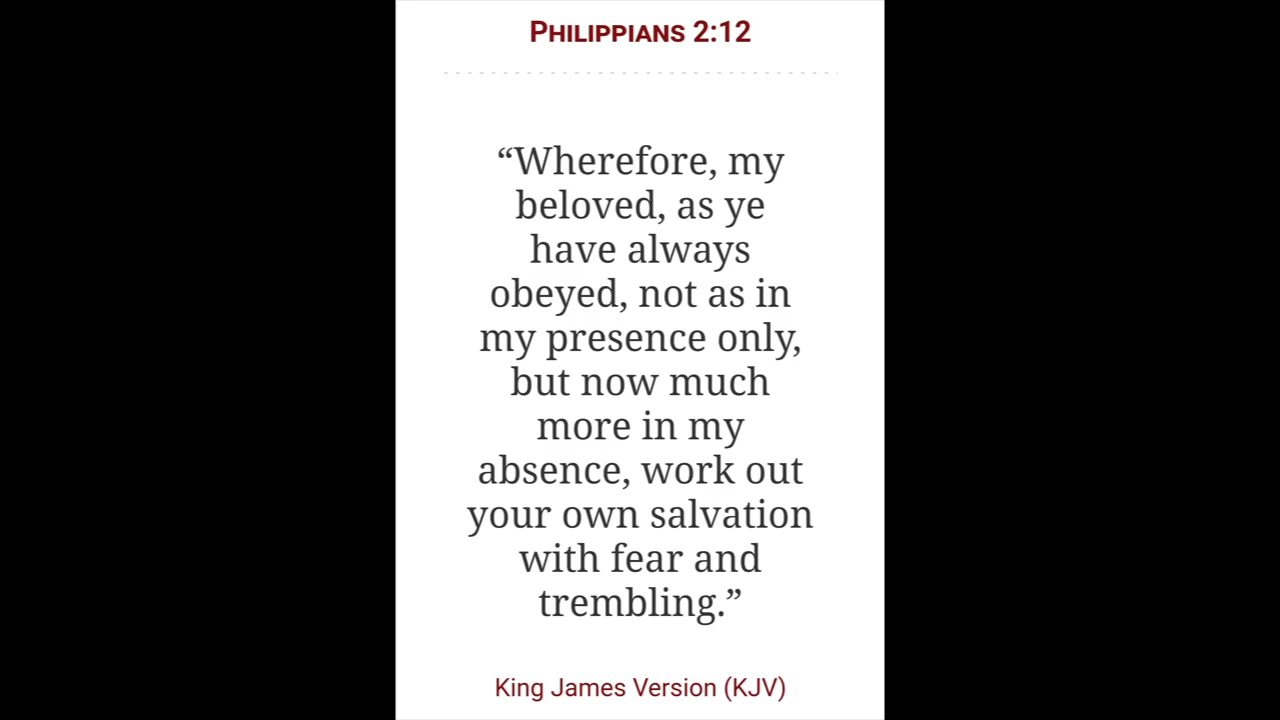 Philippians 2:12
“Wherefore, my
beloved, as ye
have always
obeyed, not as in
my presence only,
but now much
more in my
absence, work out
your own salvation
with fear and
trembling.”
King James Version (KJV)